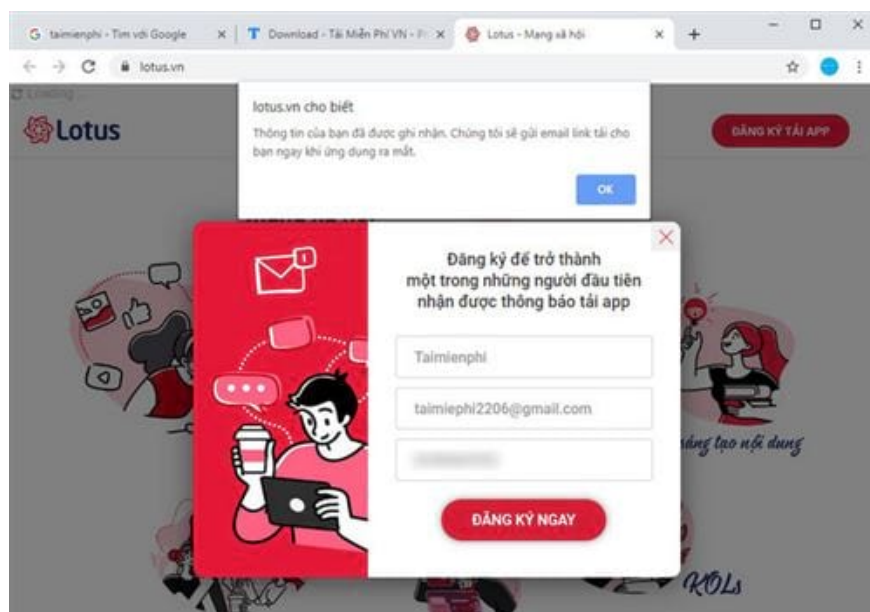 taimienphi - Tìm với Google
Download - Tải Miễn Phí VN - P
Lotus - Mạng xã hội
lotus.vn
Loading...
Lotus
ĐĂNG KÝ TẢI APP
lotus.vn cho biết
Thông tin của bạn đã được ghi nhận. Chúng tôi sẽ gửi email link tải cho
bạn ngay khi ứng dụng ra mắt.
OK
Đăng ký để trở thành
một trong những người đầu tiên
nhận được thông báo tải app
Taimienphi
taimiephi2206@gmail.com
ĐĂNG KÝ NGAY
sáng tạo nội dung
KOLs